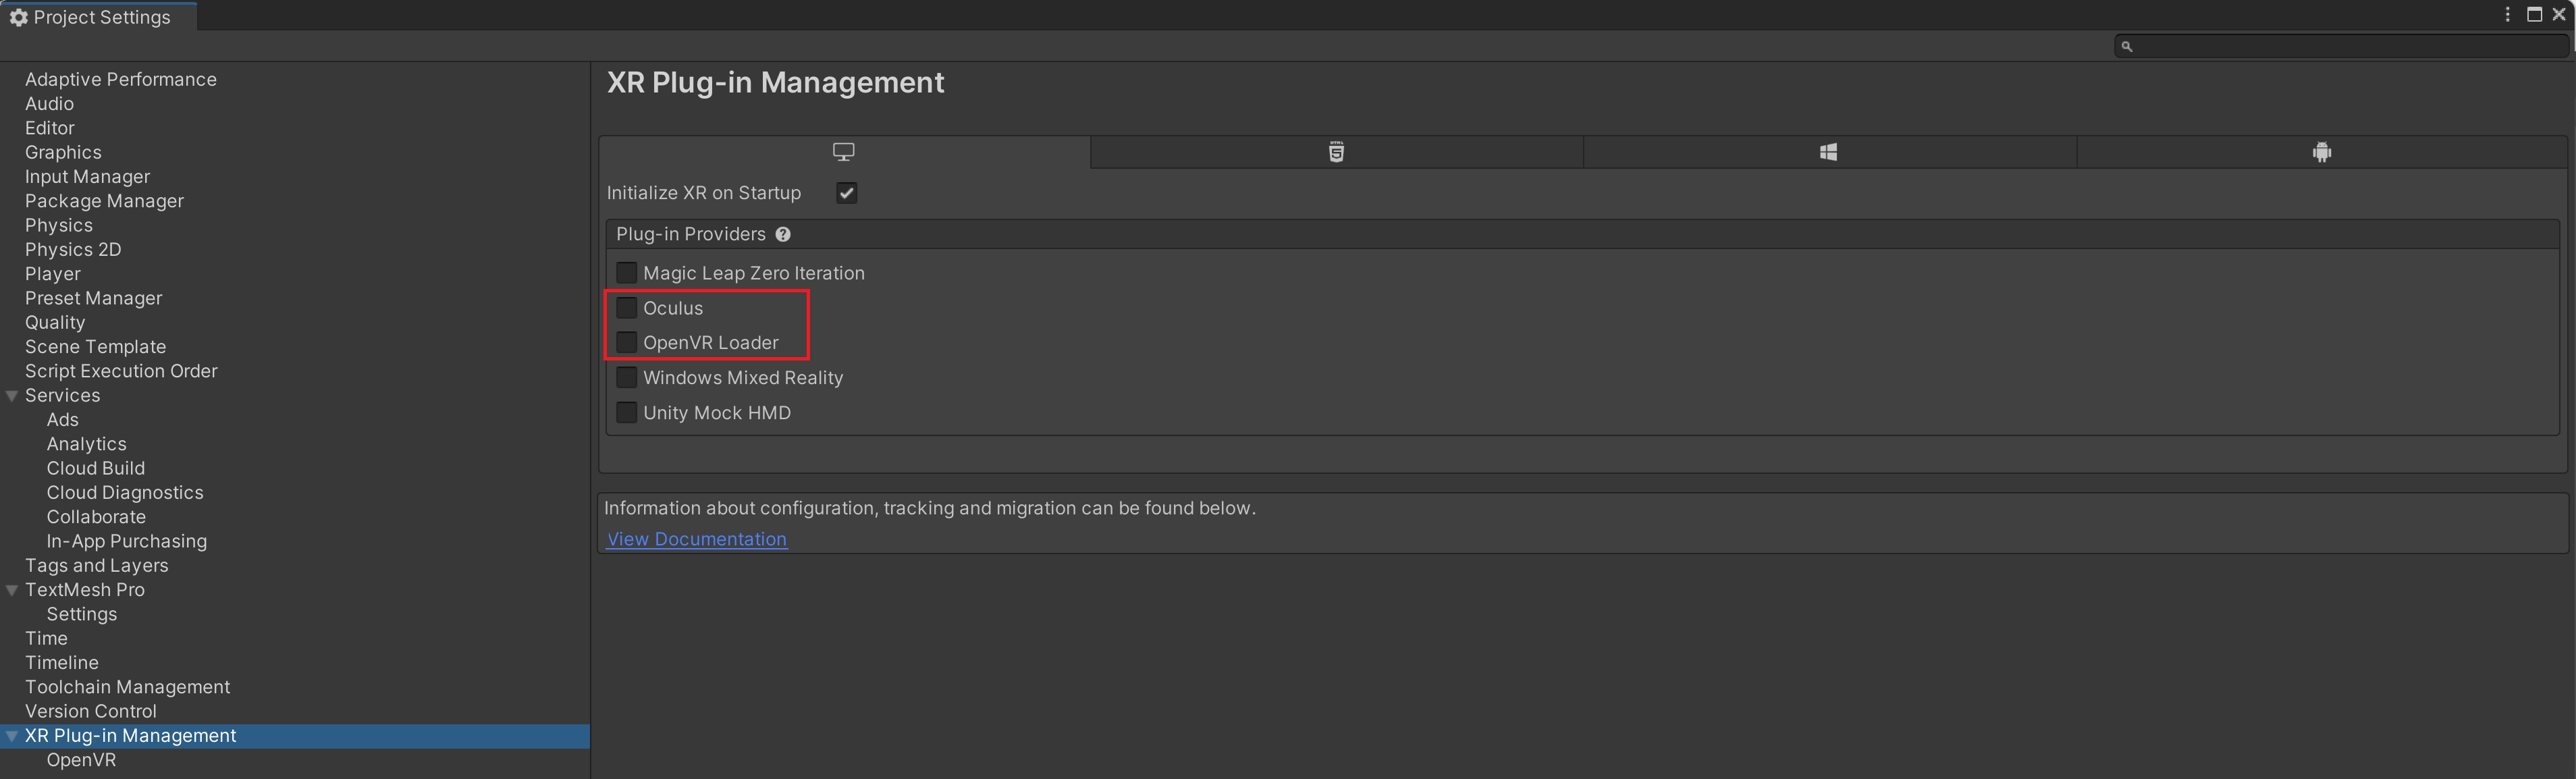 Project Settings
Adaptive Performance
Audio
Editor
Graphics
Input Manager
Package Manager
Physics
Physics 2D
Player
Preset Manager
Quality
Scene Template
Script Execution Order
Services
Ads
Analytics
Cloud Build
Cloud Diagnostics
Collaborate
In-App Purchasing
Tags and Layers
TextMesh Pro
Settings
Time
Timeline
Toolchain Management
Version Control
XR Plug-in Management
OpenVR
XR Plug-in Management
HTML
5
Initialize XR on Startup
Plug-in Providers ?
Magic Leap Zero Iteration
Oculus
OpenVR Loader
Windows Mixed Reality
Unity Mock HMD
Information about configuration, tracking and migration can be found below.
View Documentation